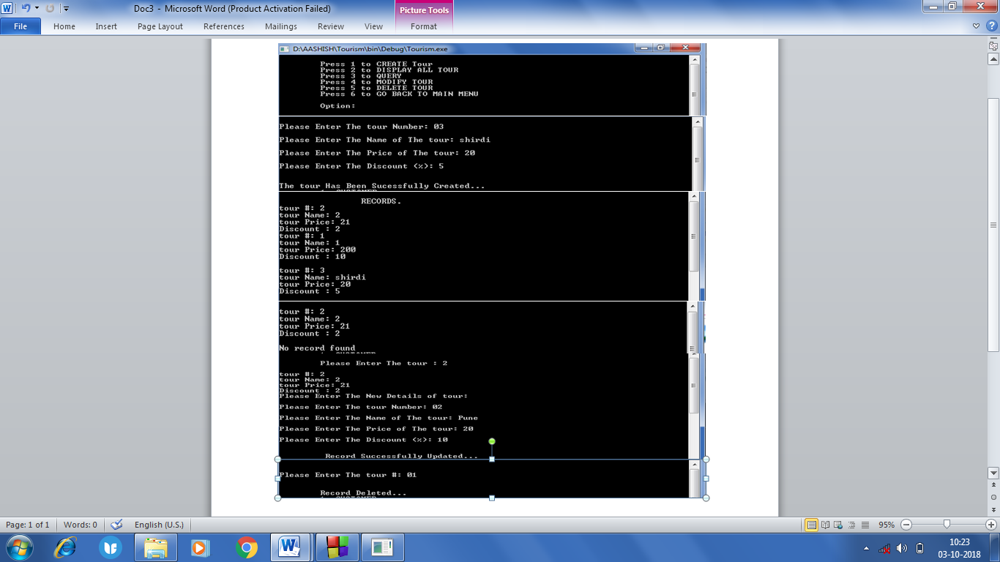 Doc3 - Microsoft Word (Product Activation Failed)
Picture Tools
File Home Insert Page Layout References Mailings Review View Format
D:\AASHISH\Tourism\bin\Debug\Tourism.exe
Press 1 to CREATE Tour
Press 2 to DISPLAY ALL TOUR
Press 3 to QUERY
Press 4 to MODIFY TOUR
Press 5 to DELETE TOUR
Press 6 to GO BACK TO MAIN MENU
Option:
Please Enter The tour Number: 03
Please Enter The Name of The tour: shirdi
Please Enter The Price of The tour: 20
Please Enter The Discount (%): 5
The tour Has Been Sucessfully Created...
RECORDS.
tour #: 2
tour Name: 2
tour Price: 21
Discount : 2
tour #: 1
tour Name: 1
tour Price: 200
Discount : 10
tour #: 3
tour Name: shirdi
tour Price: 20
Discount : 5
tour #: 2
tour Name: 2
tour Price: 21
Discount : 2
No record found
Please Enter The tour : 2
tour #: 2
tour Name: 2
tour Price: 21
Discount : 2
Please Enter The New Details of tour:
Please Enter The tour Number: 02
Please Enter The Name of The tour: Pune
Please Enter The Price of The tour: 20
Please Enter The Discount (%): 10
Record Successfully Updated...
Please Enter The tour #: 01
Record Deleted...
Page: 1 of 1 Words: 0 English (U.S.) 95%
10:23
03-10-2018